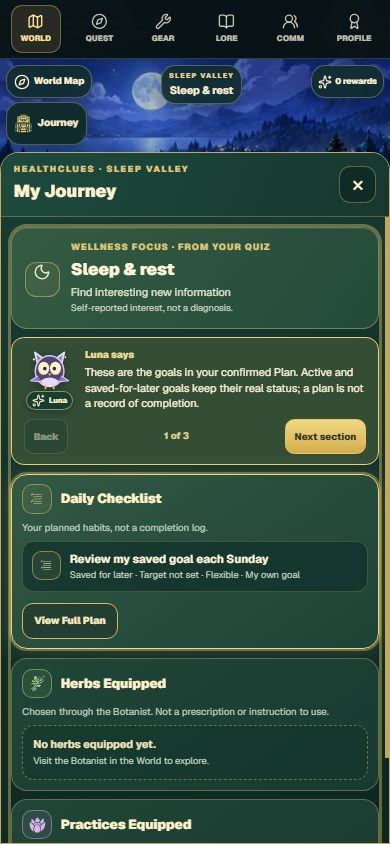 WORLD
QUEST
GEAR
LORE
COMM
PROFILE
World Map
SLEEP VALLEY
Sleep & rest
0 rewards
Journey
HEALTHCLUES · SLEEP VALLEY
My Journey
WELLNESS FOCUS · FROM YOUR QUIZ
Sleep & rest
Find interesting new information
Self-reported interest, not a diagnosis.
Luna says
These are the goals in your confirmed Plan. Active and
saved-for-later goals keep their real status; a plan is not
a record of completion.
Luna
Back
1 of 3
Next section
Daily Checklist
Your planned habits, not a completion log.
Review my saved goal each Sunday
Saved for later · Target not set · Flexible · My own goal
View Full Plan
Herbs Equipped
Chosen through the Botanist. Not a prescription or instruction to use.
No herbs equipped yet.
Visit the Botanist in the World to explore.
Practices Equipped